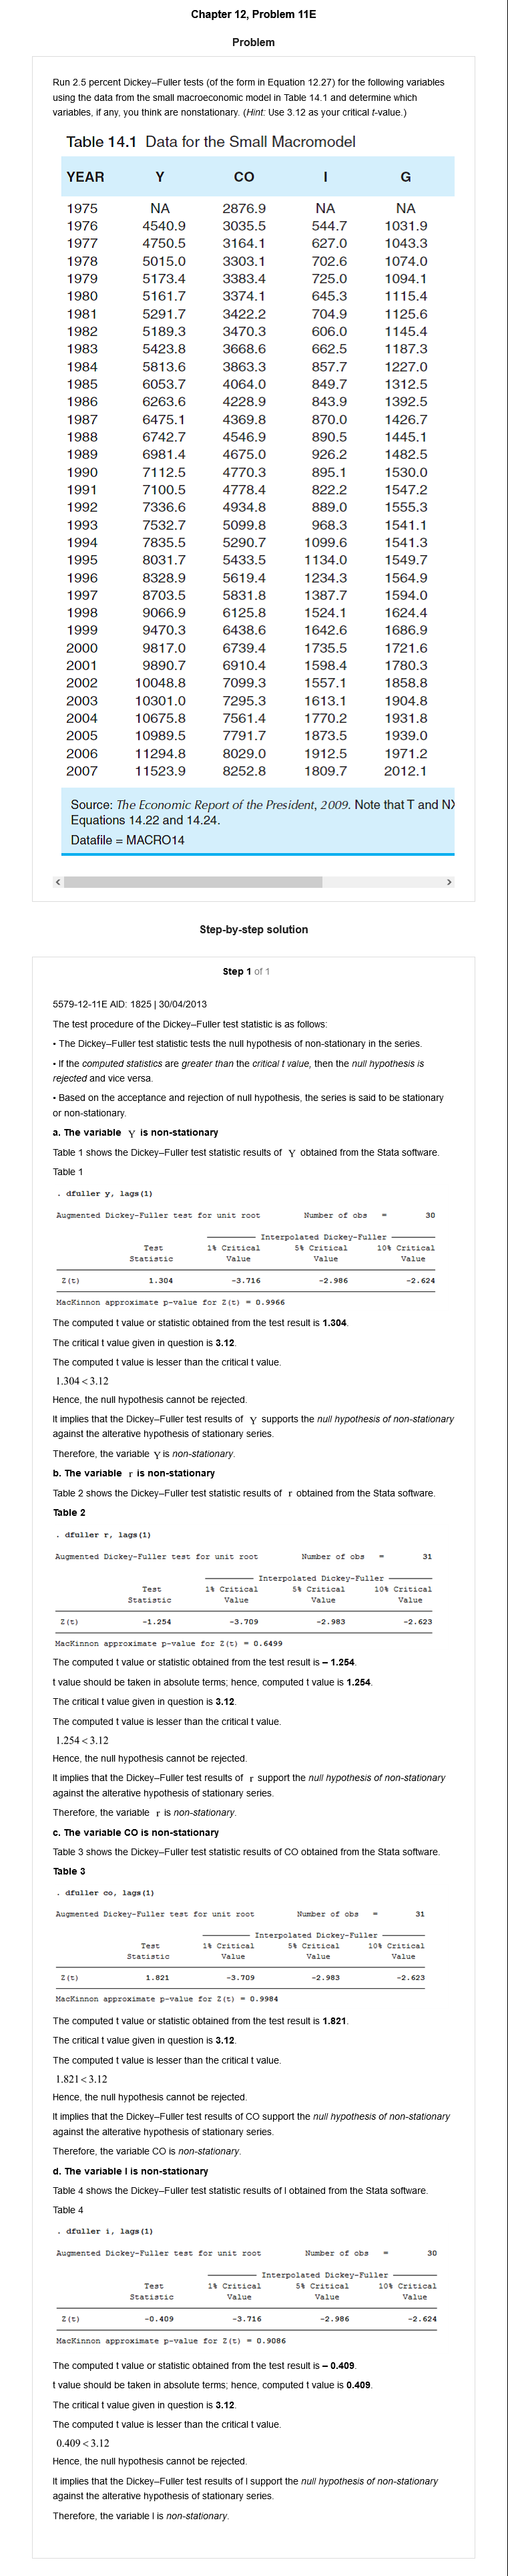 Chapter 12, Problem 11E
Problem
Run 2.5 percent Dickey–Fuller tests (of the form in Equation 12.27) for the following variables
using the data from the small macroeconomic model in Table 14.1 and determine which
variables, if any, you think are nonstationary. (Hint: Use 3.12 as your critical t-value.)
Table 14.1 Data for the Small Macromodel
YEAR Y CO I G
1975 NA 2876.9 NA NA
1976 4540.9 3035.5 544.7 1031.9
1977 4750.5 3164.1 627.0 1043.3
1978 5015.0 3303.1 702.6 1074.0
1979 5173.4 3383.4 725.0 1094.1
1980 5161.7 3374.1 645.3 1115.4
1981 5291.7 3422.2 704.9 1125.6
1982 5189.3 3470.3 606.0 1145.4
1983 5423.8 3668.6 662.5 1187.3
1984 5813.6 3863.3 857.7 1227.0
1985 6053.7 4064.0 849.7 1312.5
1986 6263.6 4228.9 843.9 1392.5
1987 6475.1 4369.8 870.0 1426.7
1988 6742.7 4546.9 890.5 1445.1
1989 6981.4 4675.0 926.2 1482.5
1990 7112.5 4770.3 895.1 1530.0
1991 7100.5 4778.4 822.2 1547.2
1992 7336.6 4934.8 889.0 1555.3
1993 7532.7 5099.8 968.3 1541.1
1994 7835.5 5290.7 1099.6 1541.3
1995 8031.7 5433.5 1134.0 1549.7
1996 8328.9 5619.4 1234.3 1564.9
1997 8703.5 5831.8 1387.7 1594.0
1998 9066.9 6125.8 1524.1 1624.4
1999 9470.3 6438.6 1642.6 1686.9
2000 9817.0 6739.4 1735.5 1721.6
2001 9890.7 6910.4 1598.4 1780.3
2002 10048.8 7099.3 1557.1 1858.8
2003 10301.0 7295.3 1613.1 1904.8
2004 10675.8 7561.4 1770.2 1931.8
2005 10989.5 7791.7 1873.5 1939.0
2006 11294.8 8029.0 1912.5 1971.2
2007 11523.9 8252.8 1809.7 2012.1
Source: The Economic Report of the President, 2009. Note that T and NX
Equations 14.22 and 14.24.
Datafile = MACRO14
Step-by-step solution
Step 1 of 1
5579-12-11E AID: 1825 | 30/04/2013
The test procedure of the Dickey–Fuller test statistic is as follows:
• The Dickey–Fuller test statistic tests the null hypothesis of non-stationary in the series.
• If the computed statistics are greater than the critical t value, then the null hypothesis is
rejected and vice versa.
• Based on the acceptance and rejection of null hypothesis, the series is said to be stationary
or non-stationary.
a. The variable Y is non-stationary
Table 1 shows the Dickey–Fuller test statistic results of Y obtained from the Stata software.
Table 1
. dfuller y, lags(1)
Augmented Dickey-Fuller test for unit root Number of obs = 30
Interpolated Dickey-Fuller
Test 1% Critical 5% Critical 10% Critical
Statistic Value Value Value
Z(t) 1.304 -3.716 -2.986 -2.624
MacKinnon approximate p-value for Z(t) = 0.9966
The computed t value or statistic obtained from the test result is 1.304.
The critical t value given in question is 3.12.
The computed t value is lesser than the critical t value.
1.304 < 3.12
Hence, the null hypothesis cannot be rejected.
It implies that the Dickey–Fuller test results of Y supports the null hypothesis of non-stationary
against the alterative hypothesis of stationary series.
Therefore, the variable Y is non-stationary.
b. The variable r is non-stationary
Table 2 shows the Dickey–Fuller test statistic results of r obtained from the Stata software.
Table 2
. dfuller r, lags(1)
Augmented Dickey-Fuller test for unit root Number of obs = 31
Interpolated Dickey-Fuller
Test 1% Critical 5% Critical 10% Critical
Statistic Value Value Value
Z(t) -1.254 -3.709 -2.983 -2.623
MacKinnon approximate p-value for Z(t) = 0.6499
The computed t value or statistic obtained from the test result is – 1.254.
t value should be taken in absolute terms; hence, computed t value is 1.254.
The critical t value given in question is 3.12.
The computed t value is lesser than the critical t value.
1.254 < 3.12
Hence, the null hypothesis cannot be rejected.
It implies that the Dickey–Fuller test results of r support the null hypothesis of non-stationary
against the alterative hypothesis of stationary series.
Therefore, the variable r is non-stationary.
c. The variable CO is non-stationary
Table 3 shows the Dickey–Fuller test statistic results of CO obtained from the Stata software.
Table 3
. dfuller co, lags(1)
Augmented Dickey-Fuller test for unit root Number of obs = 31
Interpolated Dickey-Fuller
Test 1% Critical 5% Critical 10% Critical
Statistic Value Value Value
Z(t) 1.821 -3.709 -2.983 -2.623
MacKinnon approximate p-value for Z(t) = 0.9984
The computed t value or statistic obtained from the test result is 1.821.
The critical t value given in question is 3.12.
The computed t value is lesser than the critical t value.
1.821 < 3.12
Hence, the null hypothesis cannot be rejected.
It implies that the Dickey–Fuller test results of CO support the null hypothesis of non-stationary
against the alterative hypothesis of stationary series.
Therefore, the variable CO is non-stationary.
d. The variable I is non-stationary
Table 4 shows the Dickey–Fuller test statistic results of I obtained from the Stata software.
Table 4
. dfuller i, lags(1)
Augmented Dickey-Fuller test for unit root Number of obs = 30
Interpolated Dickey-Fuller
Test 1% Critical 5% Critical 10% Critical
Statistic Value Value Value
Z(t) -0.409 -3.716 -2.986 -2.624
MacKinnon approximate p-value for Z(t) = 0.9086
The computed t value or statistic obtained from the test result is – 0.409.
t value should be taken in absolute terms; hence, computed t value is 0.409.
The critical t value given in question is 3.12.
The computed t value is lesser than the critical t value.
0.409 < 3.12
Hence, the null hypothesis cannot be rejected.
It implies that the Dickey–Fuller test results of I support the null hypothesis of non-stationary
against the alterative hypothesis of stationary series.
Therefore, the variable I is non-stationary.